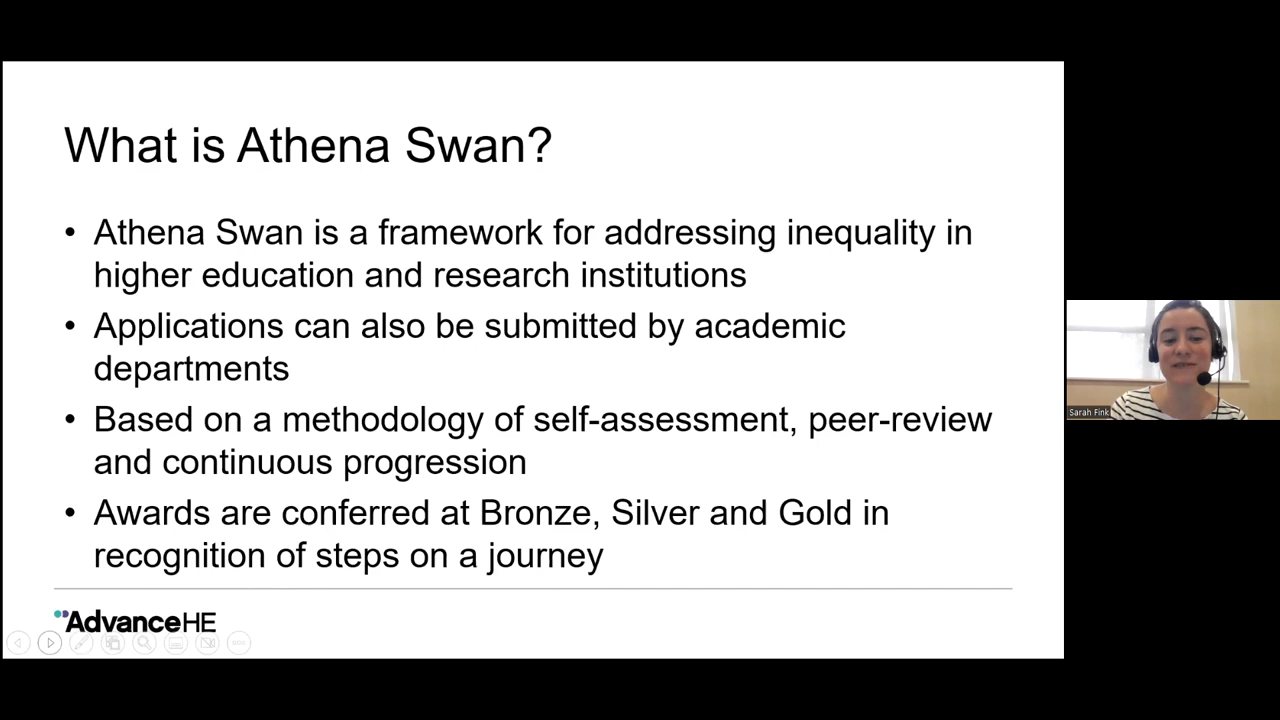 What is Athena Swan?
• Athena Swan is a framework for addressing inequality in
higher education and research institutions
• Applications can also be submitted by academic
departments
• Based on a methodology of self-assessment, peer-review
and continuous progression
• Awards are conferred at Bronze, Silver and Gold in
recognition of steps on a journey
AdvanceHE
Sarah Fink